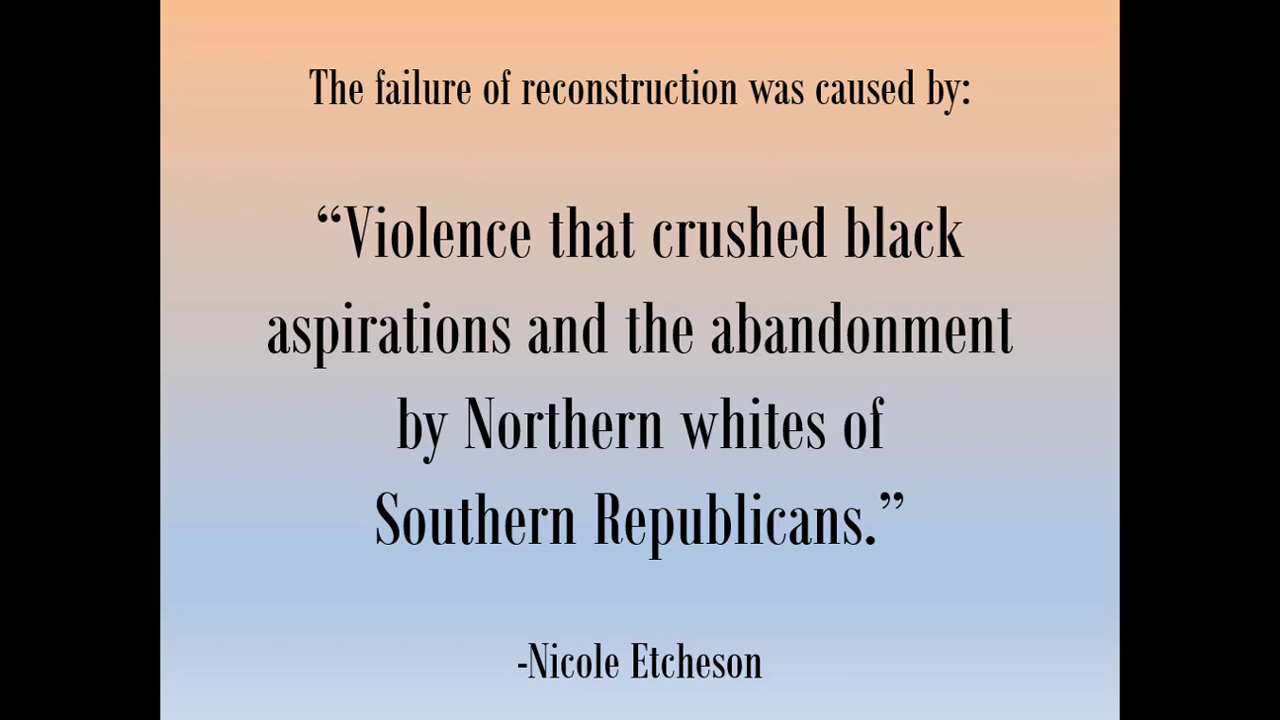 The failure of reconstruction was caused by:
“Violence that crushed black
aspirations and the abandonment
by Northern whites of
Southern Republicans.”
-Nicole Etcheson